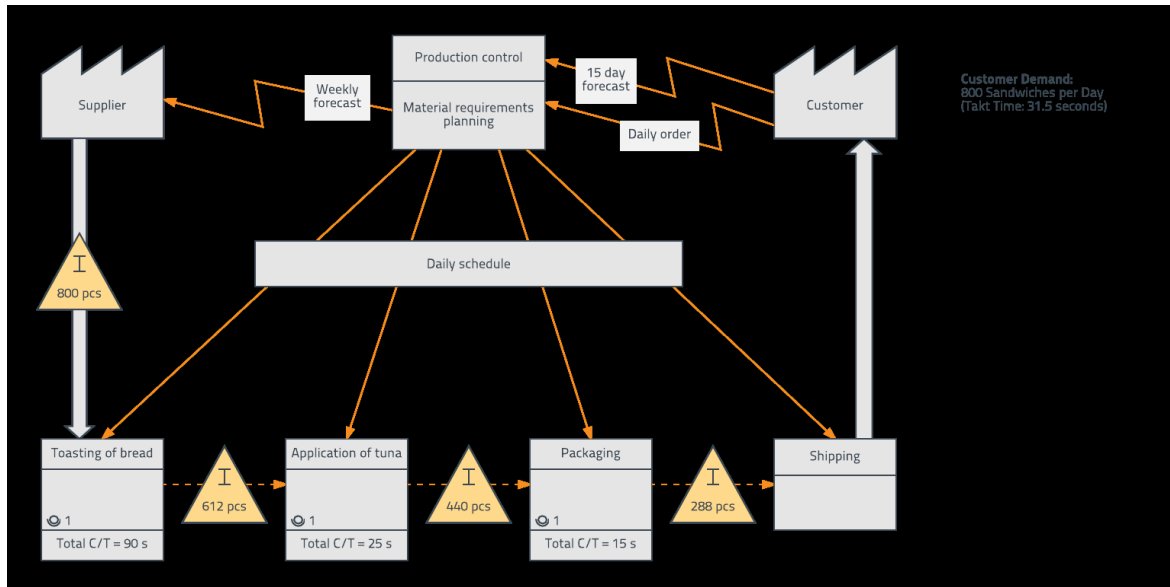 Supplier
Weekly
forecast
Production control
Material requirements
planning
15 day
forecast
Daily order
Customer
Customer Demand:
800 Sandwiches per Day
(Takt Time: 31.5 seconds)
I
800 pcs
Daily schedule
Toasting of bread
1
Total C/T = 90 s
I
612 pcs
Application of tuna
1
Total C/T = 25 s
I
440 pcs
Packaging
1
Total C/T = 15 s
I
288 pcs
Shipping